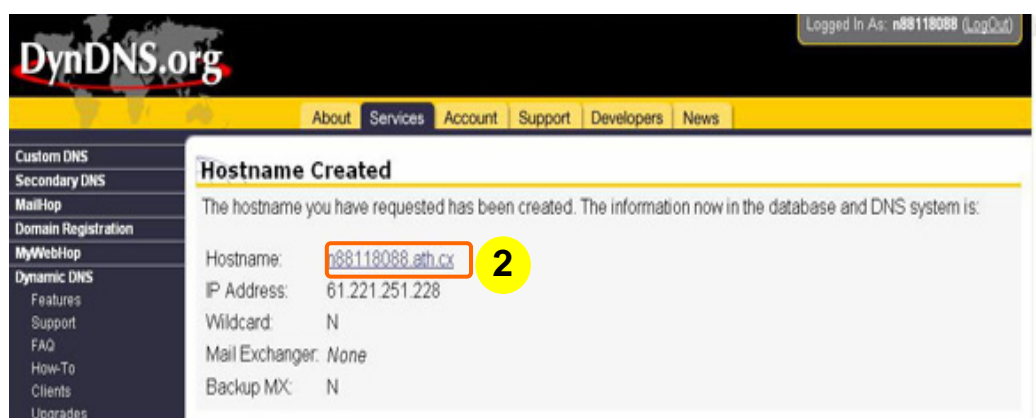 Logged In As: n88118088 (LogOut)
DynDNS.org
About Services Account Support Developers News
Custom DNS
Secondary DNS
MailHop
Domain Registration
MyWebHop
Dynamic DNS
Features
Support
FAQ
How-To
Clients
Upgrades
Hostname Created
The hostname you have requested has been created. The information now in the database and DNS system is:
Hostname: n88118088.ath.cx 2
IP Address: 61.221.251.228
Wildcard: N
Mail Exchanger: None
Backup MX: N